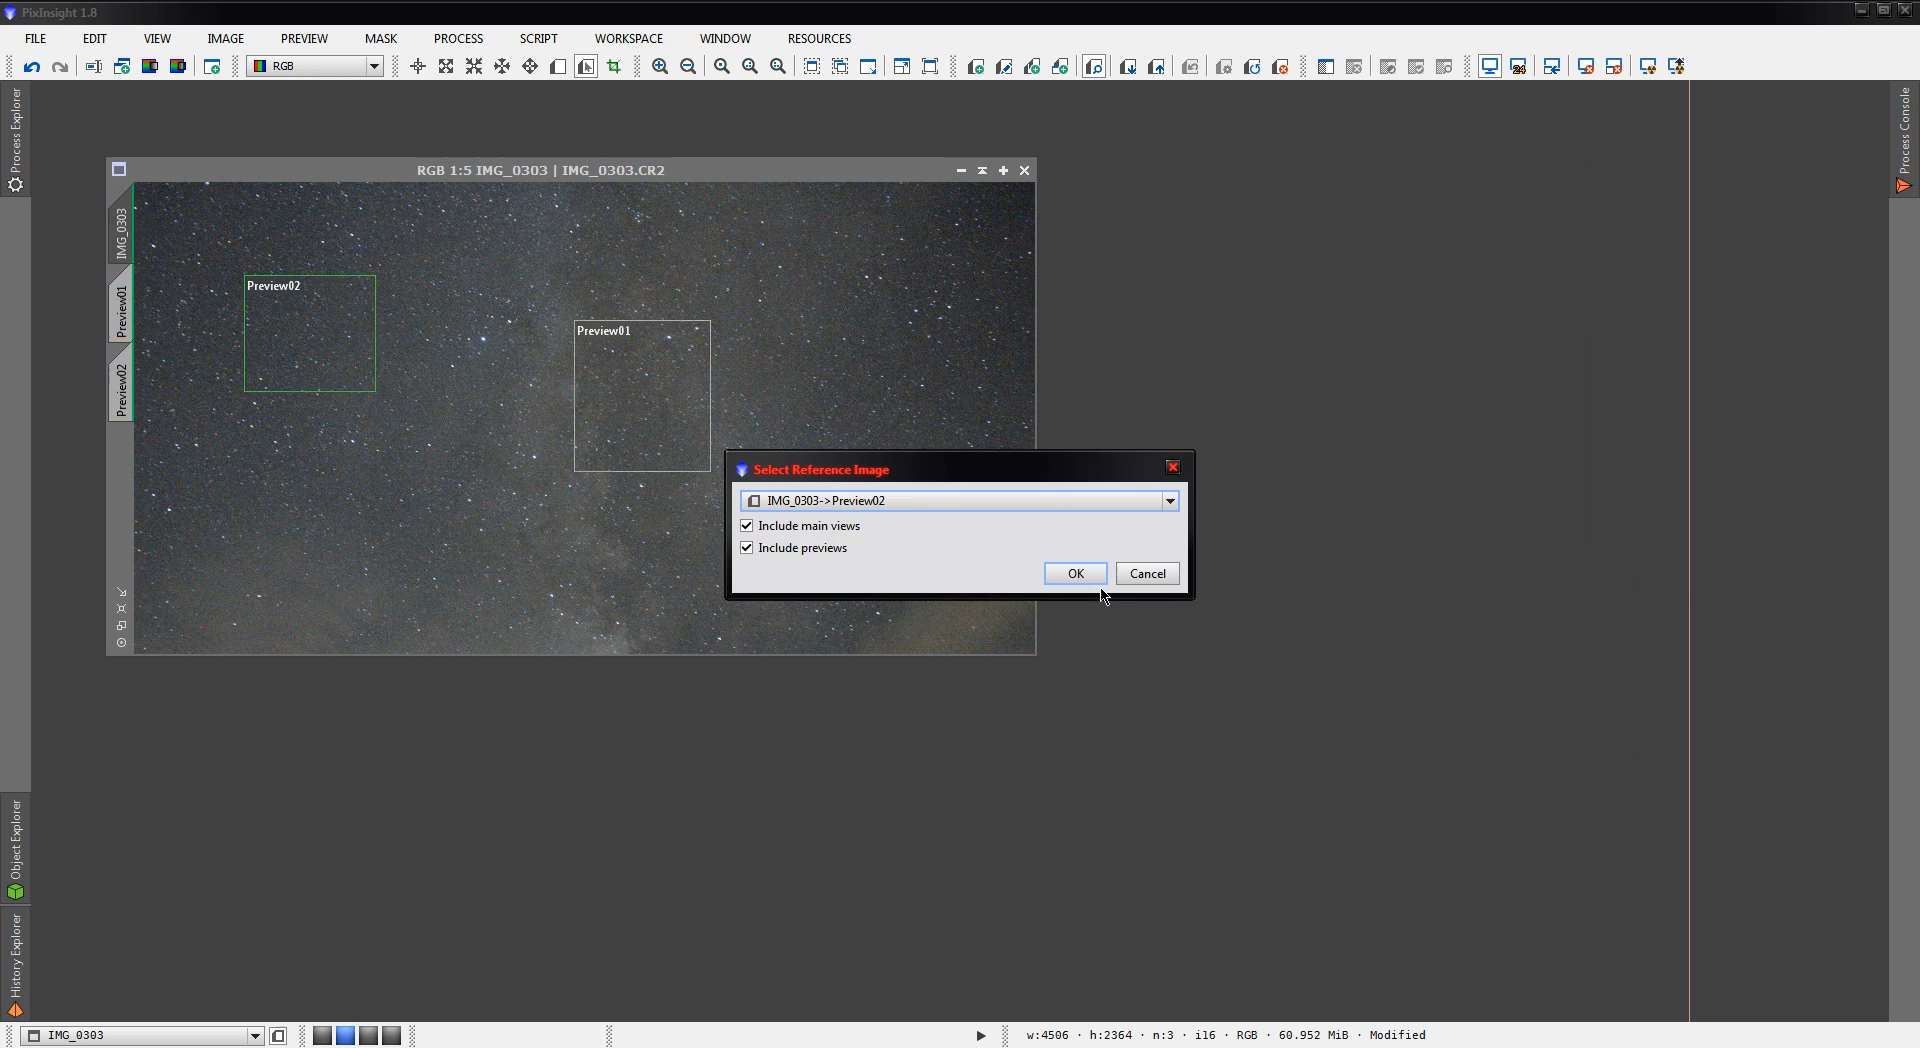 PixInsight 1.8
FILE EDIT VIEW IMAGE PREVIEW MASK PROCESS SCRIPT WORKSPACE WINDOW RESOURCES
RGB
24
Process Explorer
Process Console
RGB 1:5 IMG_0303 | IMG_0303.CR2
IMG_0303
Preview01
Preview02
Preview02
Preview01
Select Reference Image
IMG_0303->Preview02
Include main views
Include previews
OK Cancel
Object Explorer
History Explorer
IMG_0303
w:4506 · h:2364 · n:3 · i16 · RGB · 60.952 MiB · Modified